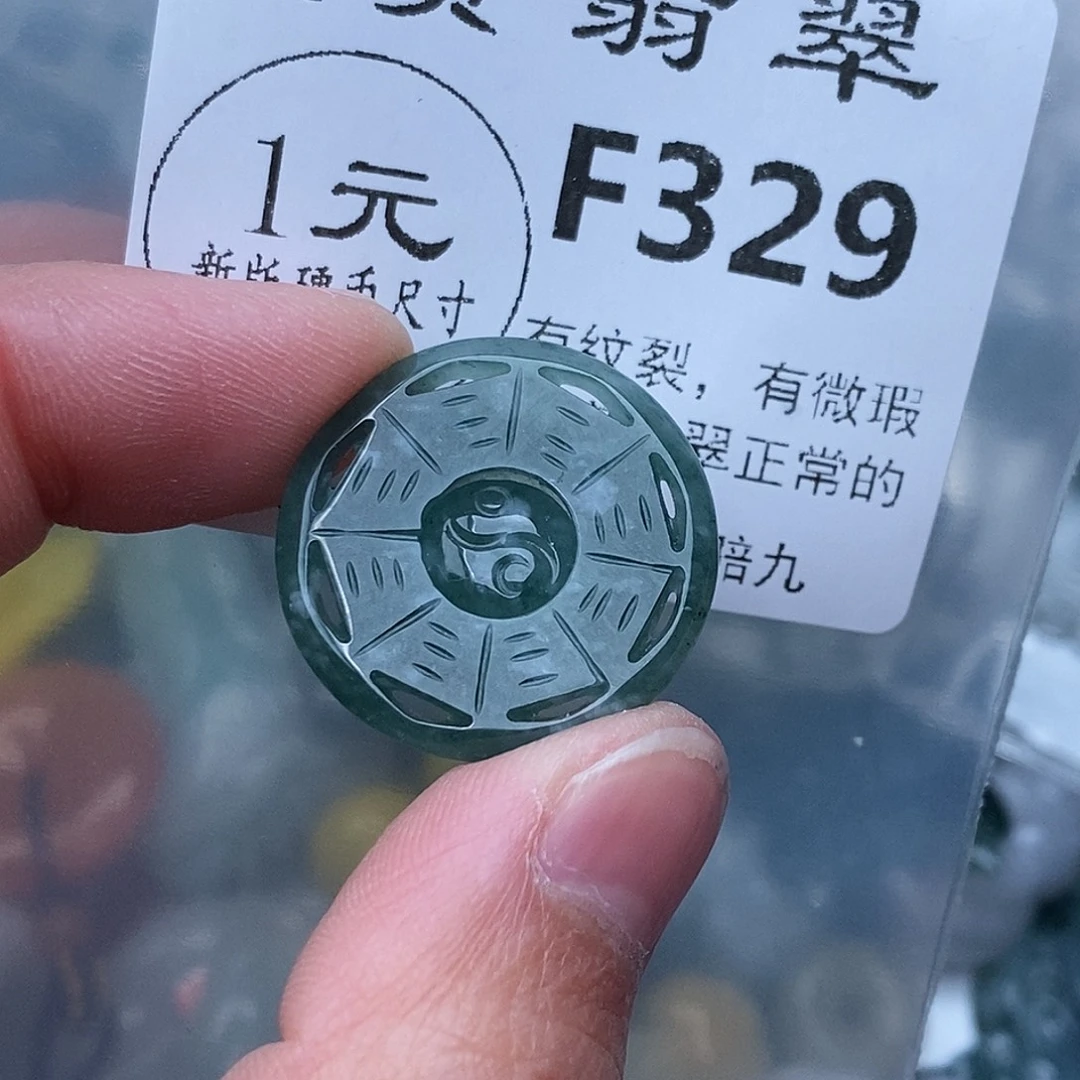 翡翠
1元
新版硬币尺寸
F329
有纹裂，有微瑕
翠正常的
赔九